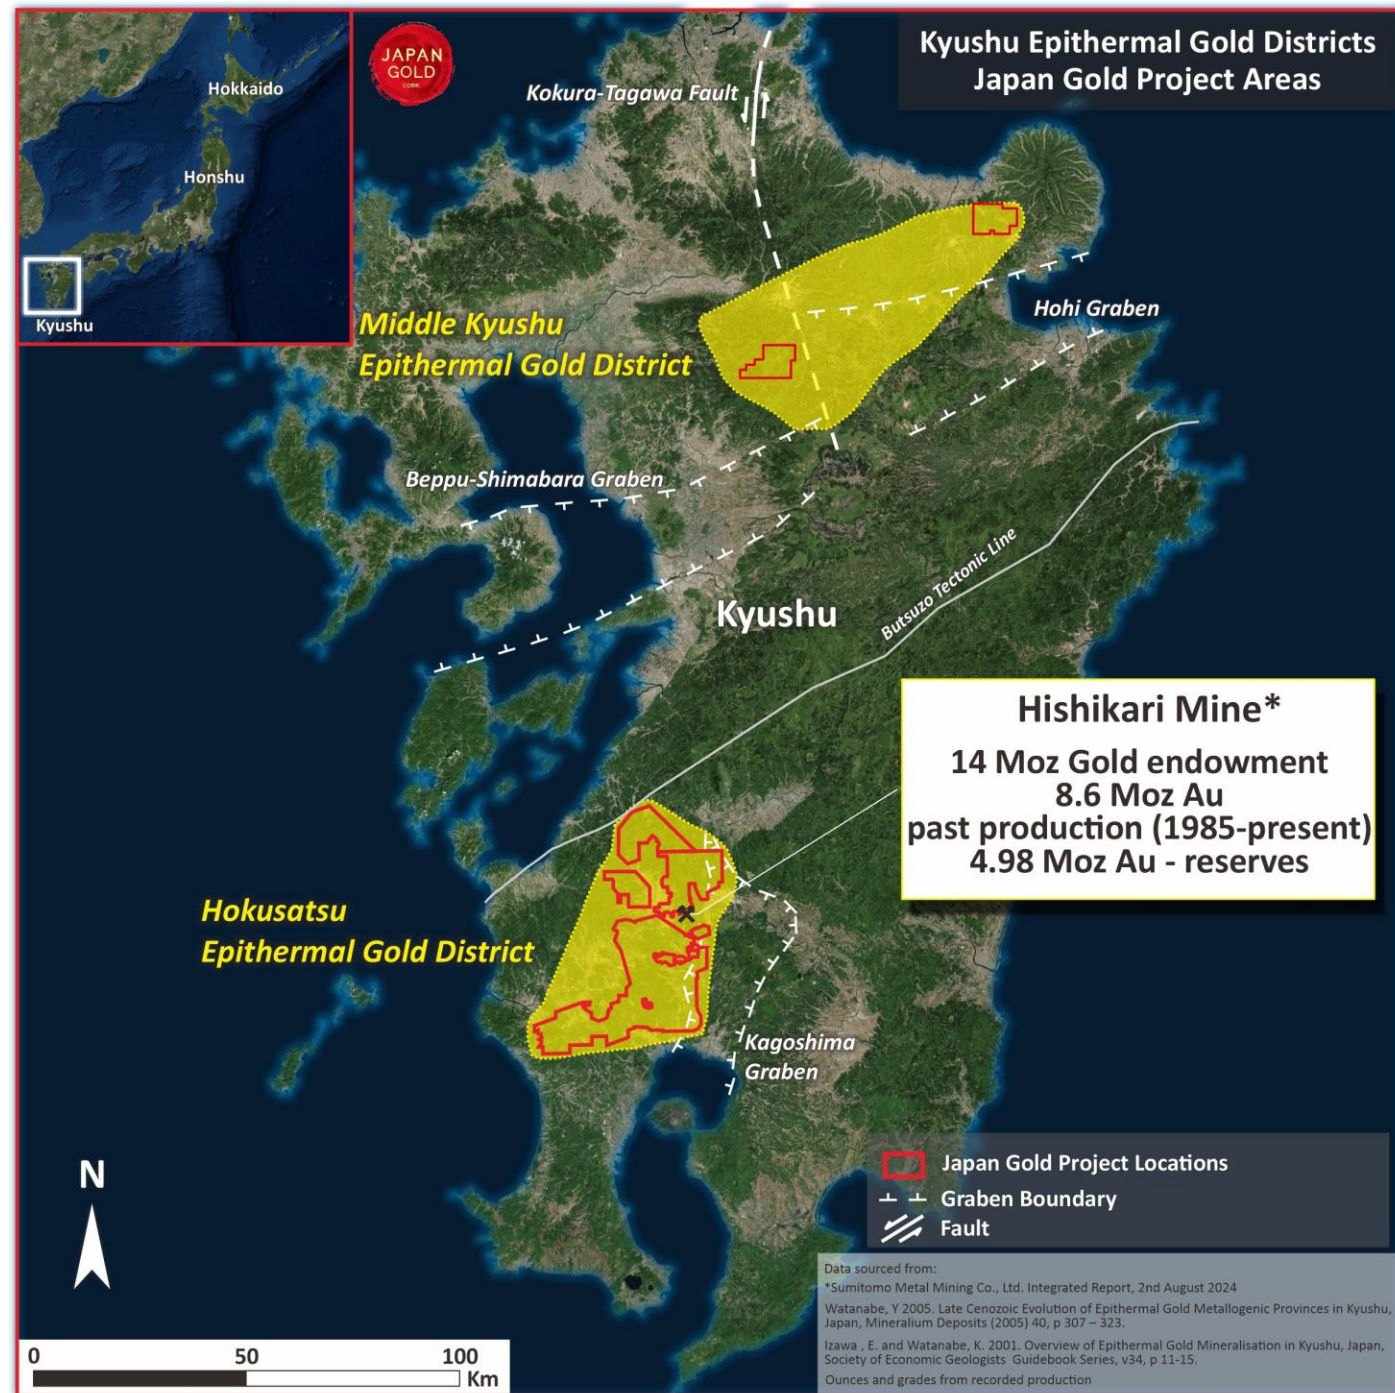 Kyushu Epithermal Gold Districts
Japan Gold Project Areas
JAPAN
GOLD
CORP.
Hokkaido
Honshu
Kyushu
Kokura-Tagawa Fault
Middle Kyushu
Epithermal Gold District
Hohi Graben
Beppu-Shimabara Graben
Kyushu
Butsuzo Tectonic Line
Hishikari Mine*
14 Moz Gold endowment
8.6 Moz Au
past production (1985-present)
4.98 Moz Au - reserves
Hokusatsu
Epithermal Gold District
Kagoshima
Graben
N
Japan Gold Project Locations
Graben Boundary
Fault
Data sourced from:
*Sumitomo Metal Mining Co., Ltd. Integrated Report, 2nd August 2024
Watanabe, Y 2005. Late Cenozoic Evolution of Epithermal Gold Metallogenic Provinces in Kyushu,
Japan, Mineralium Deposits (2005) 40, p 307 – 323.
Izawa , E. and Watanabe, K. 2001. Overview of Epithermal Gold Mineralisation in Kyushu, Japan,
Society of Economic Geologists Guidebook Series, v34, p 11-15.
Ounces and grades from recorded production
0 50 100
Km